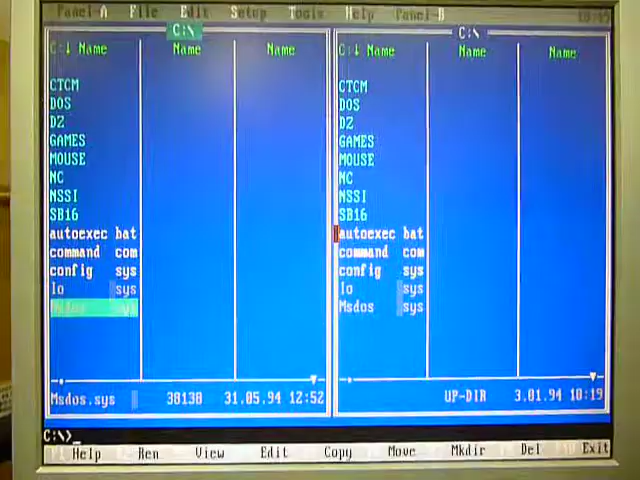 Panel-A File Edit Setup Tools Help Panel-B
C:\ C:\
C:↓ Name Name Name C:↓ Name Name Name
CTCM CTCM
DOS DOS
DZ DZ
GAMES GAMES
MOUSE MOUSE
NC NC
NSSI NSSI
SB16 SB16
autoexec bat autoexec bat
command com command com
config sys config sys
Io sys Io sys
Msdos sys Msdos sys
Msdos.sys 38138 31.05.94 12:52 UP-DIR 3.01.94 10:19
C:\>_
Help Ren View Edit Copy Move Mkdir Del Exit